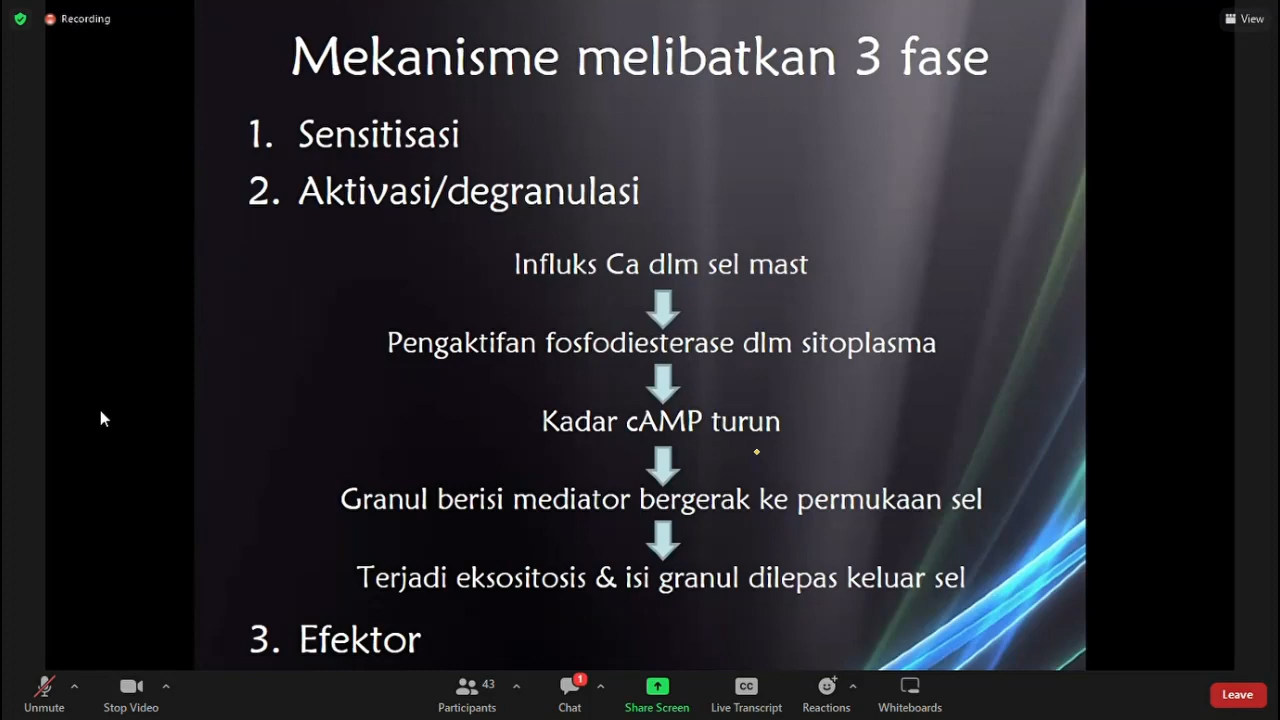 Recording
View
Mekanisme melibatkan 3 fase
1. Sensitisasi
2. Aktivasi/degranulasi
Influks Ca dlm sel mast
Pengaktifan fosfodiesterase dlm sitoplasma
Kadar cAMP turun
Granul berisi mediator bergerak ke permukaan sel
Terjadi eksositosis & isi granul dilepas keluar sel
3. Efektor
Unmute
Stop Video
43
Participants
1
Chat
Share Screen
CC
Live Transcript
Reactions
Whiteboards
Leave